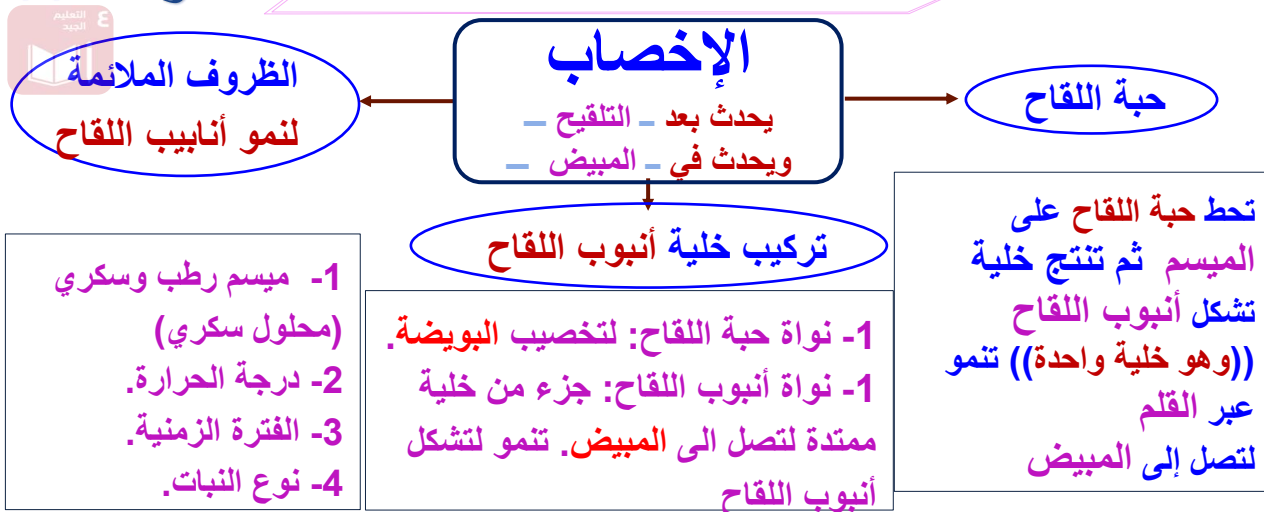 التعليم
الجيد
٤
الإخصاب
يحدث بعد ـ التلقيح ـ
ويحدث في ـ المبيض ـ
حبة اللقاح
تحط حبة اللقاح على
الميسم ثم تنتج خلية
تشكل أنبوب اللقاح
((وهو خلية واحدة)) تنمو
عبر القلم
لتصل إلى المبيض
تركيب خلية أنبوب اللقاح
1- نواة حبة اللقاح: لتخصيب البويضة.
1- نواة أنبوب اللقاح: جزء من خلية
ممتدة لتصل الى المبيض. تنمو لتشكل
أنبوب اللقاح
الظروف الملائمة
لنمو أنابيب اللقاح
1- ميسم رطب وسكري
(محلول سكري)
2- درجة الحرارة.
3- الفترة الزمنية.
4- نوع النبات.